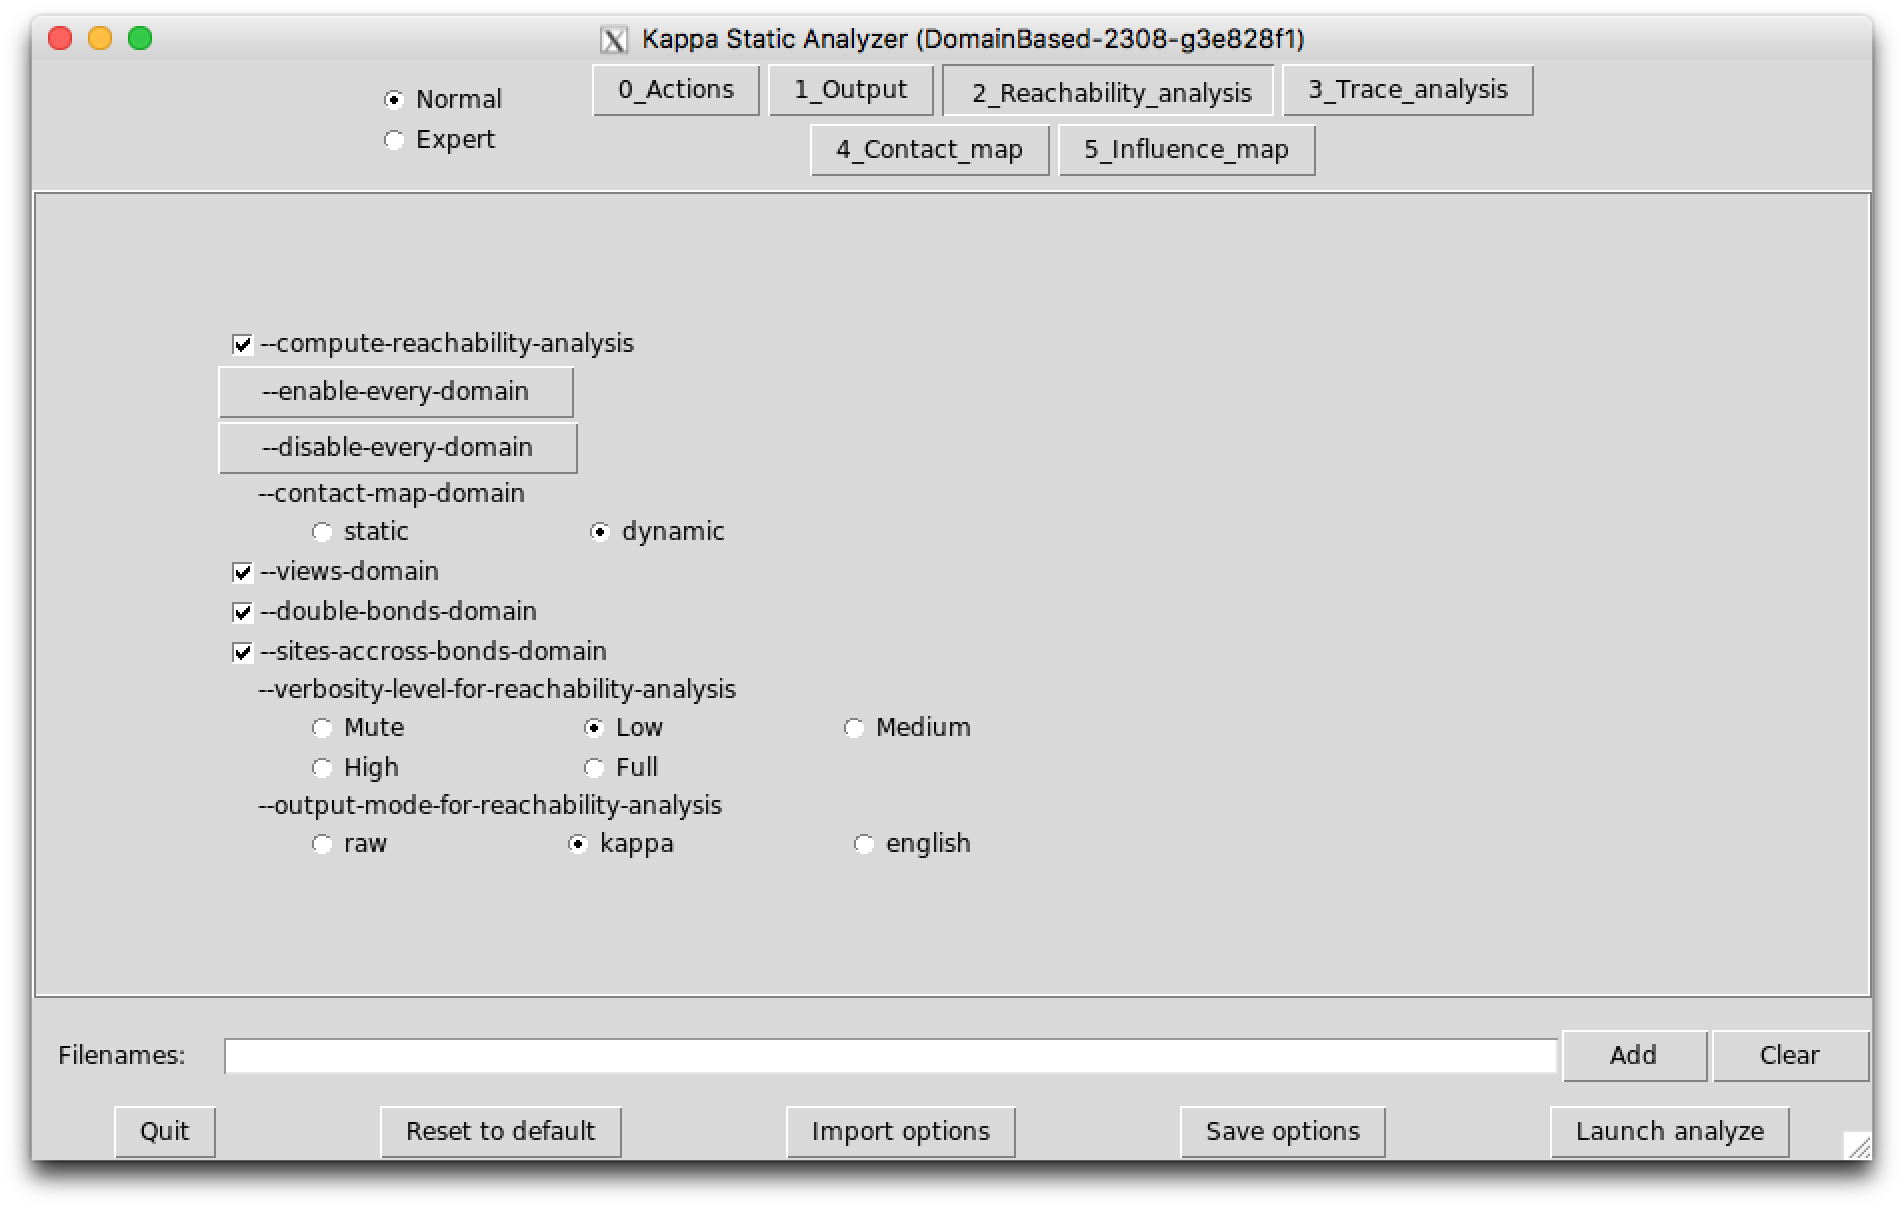 Kappa Static Analyzer (DomainBased-2308-g3e828f1)
Normal
Expert
0_Actions 1_Output 2_Reachability_analysis 3_Trace_analysis
4_Contact_map 5_Influence_map
--compute-reachability-analysis
--enable-every-domain
--disable-every-domain
--contact-map-domain
static dynamic
--views-domain
--double-bonds-domain
--sites-accross-bonds-domain
--verbosity-level-for-reachability-analysis
Mute Low Medium
High Full
--output-mode-for-reachability-analysis
raw kappa english
Filenames: Add Clear
Quit Reset to default Import options Save options Launch analyze